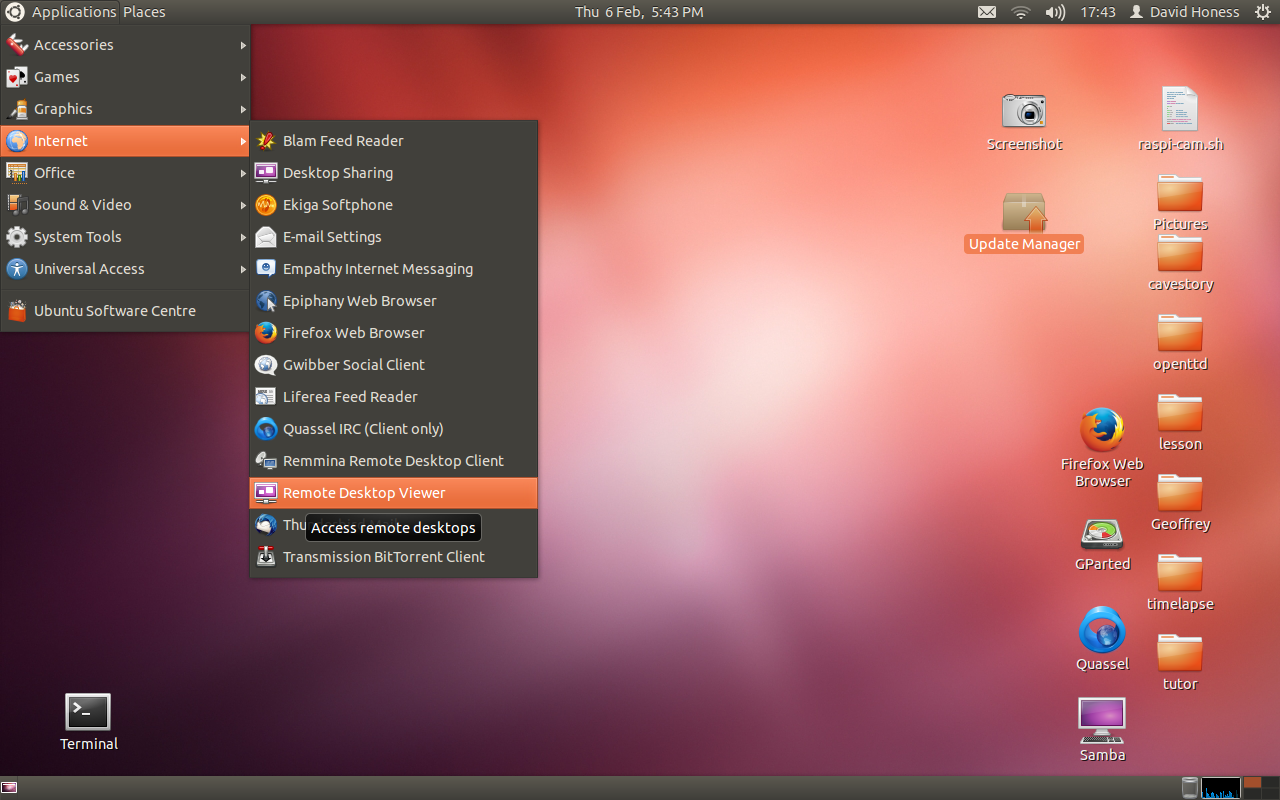 Applications Places
Thu 6 Feb, 5:43 PM
17:43 David Honess
Accessories
Games
Graphics
Internet
Office
Sound & Video
System Tools
Universal Access
Ubuntu Software Centre
Blam Feed Reader
Desktop Sharing
Ekiga Softphone
E-mail Settings
Empathy Internet Messaging
Epiphany Web Browser
Firefox Web Browser
Gwibber Social Client
Liferea Feed Reader
Quassel IRC (Client only)
Remmina Remote Desktop Client
Remote Desktop Viewer
Thu
Access remote desktops
Transmission BitTorrent Client
Screenshot
Update Manager
raspi-cam.sh
Pictures
cavestory
openttd
lesson
Geoffrey
timelapse
tutor
Firefox Web
Browser
GParted
Quassel
Samba
Terminal